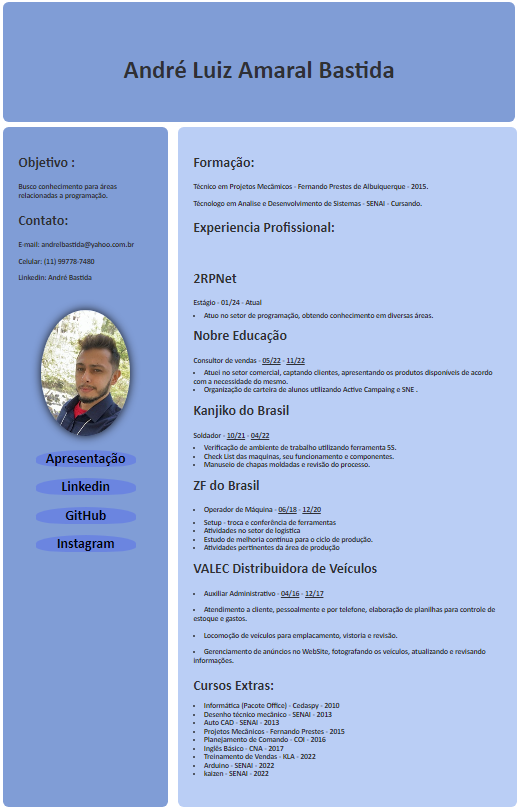 André Luiz Amaral Bastida
Objetivo :
Busco conhecimento para áreas
relacionadas a programação.
Contato:
E-mail: andrelbastida@yahoo.com.br
Celular: (11) 99778-7480
Linkedin: André Bastida
Apresentação
Linkedin
GitHub
Instagram
Formação:
Técnico em Projetos Mecâmicos - Fernando Prestes de Albuiquerque - 2015.
Técnologo em Analise e Desenvolvimento de Sistemas - SENAI - Cursando.
Experiencia Profissional:
2RPNet
Estágio - 01/24 - Atual
• Atuo no setor de programação, obtendo conhecimento em diversas áreas.
Nobre Educação
Consultor de vendas - 05/22 - 11/22
• Atuei no setor comercial, captando clientes, apresentando os produtos disponíveis de acordo
com a necessidade do mesmo.
• Organização de carteira de alunos utilizando Active Campaing e SNE .
Kanjiko do Brasil
Soldador - 10/21 - 04/22
• Verificação de ambiente de trabalho utilizando ferramenta 5S.
• Check List das maquinas, seu funcionamento e componentes.
• Manuseio de chapas moldadas e revisão do processo.
ZF do Brasil
• Operador de Máquina - 06/18 - 12/20
• Setup - troca e conferência de ferramentas
• Atividades no setor de logistica
• Estudo de melhoria continua para o ciclo de produção.
• Atividades pertinentes da área de produção
VALEC Distribuidora de Veículos
• Auxiliar Administrativo - 04/16 - 12/17
• Atendimento a cliente, pessoalmente e por telefone, elaboração de planilhas para controle de
estoque e gastos.
• Locomoção de veículos para emplacamento, vistoria e revisão.
• Gerenciamento de anúncios no WebSite, fotografando os veículos, atualizando e revisando
informações.
Cursos Extras:
• Informática (Pacote Office) - Cedaspy - 2010
• Desenho técnico mecânico - SENAI - 2013
• Auto CAD - SENAI - 2013
• Projetos Mecânicos - Fernando Prestes - 2015
• Planejamento de Comando - COI - 2016
• Inglês Básico - CNA - 2017
• Treinamento de Vendas - KLA - 2022
• Arduino - SENAI - 2022
• kaizen - SENAI - 2022